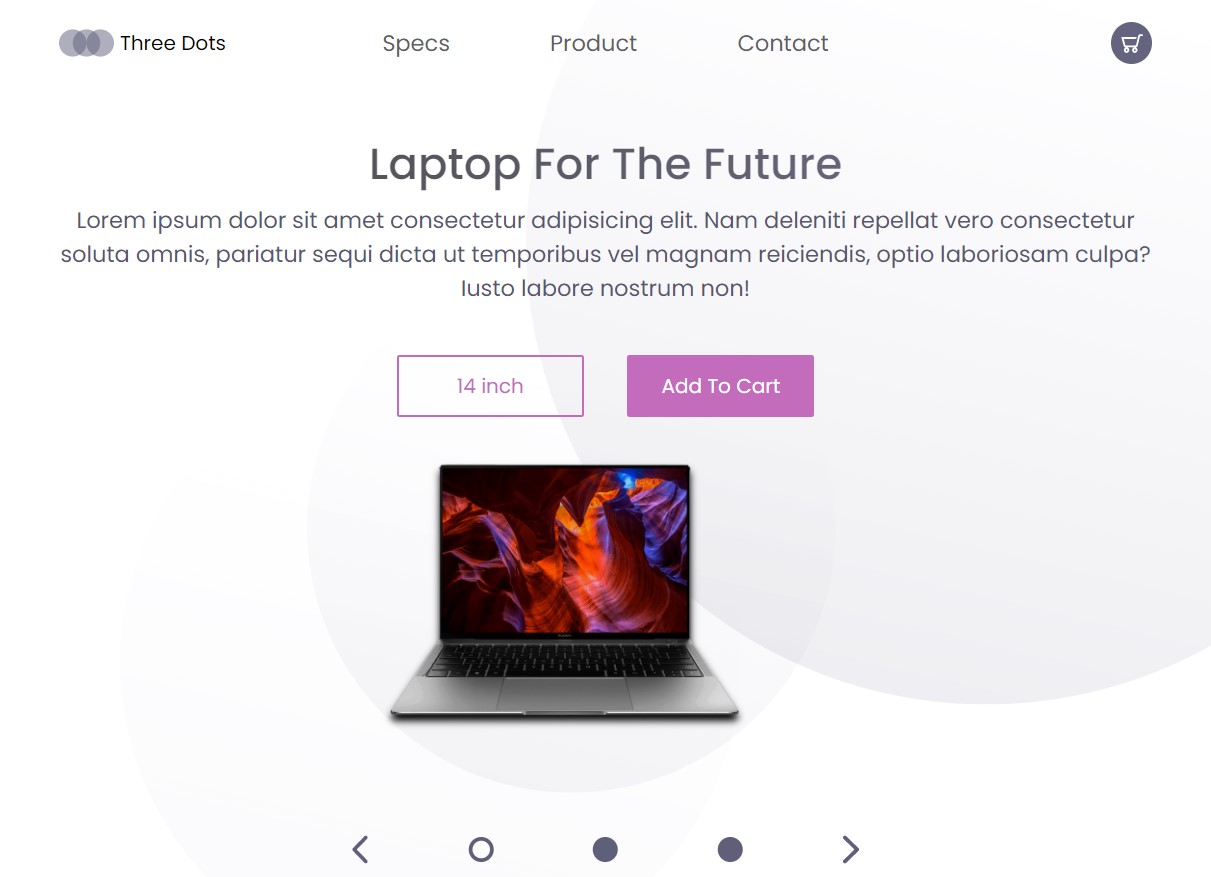 Three Dots
Specs
Product
Contact
Laptop For The Future
Lorem ipsum dolor sit amet consectetur adipisicing elit. Nam deleniti repellat vero consectetur
soluta omnis, pariatur sequi dicta ut temporibus vel magnam reiciendis, optio laboriosam culpa?
Iusto labore nostrum non!
14 inch
Add To Cart